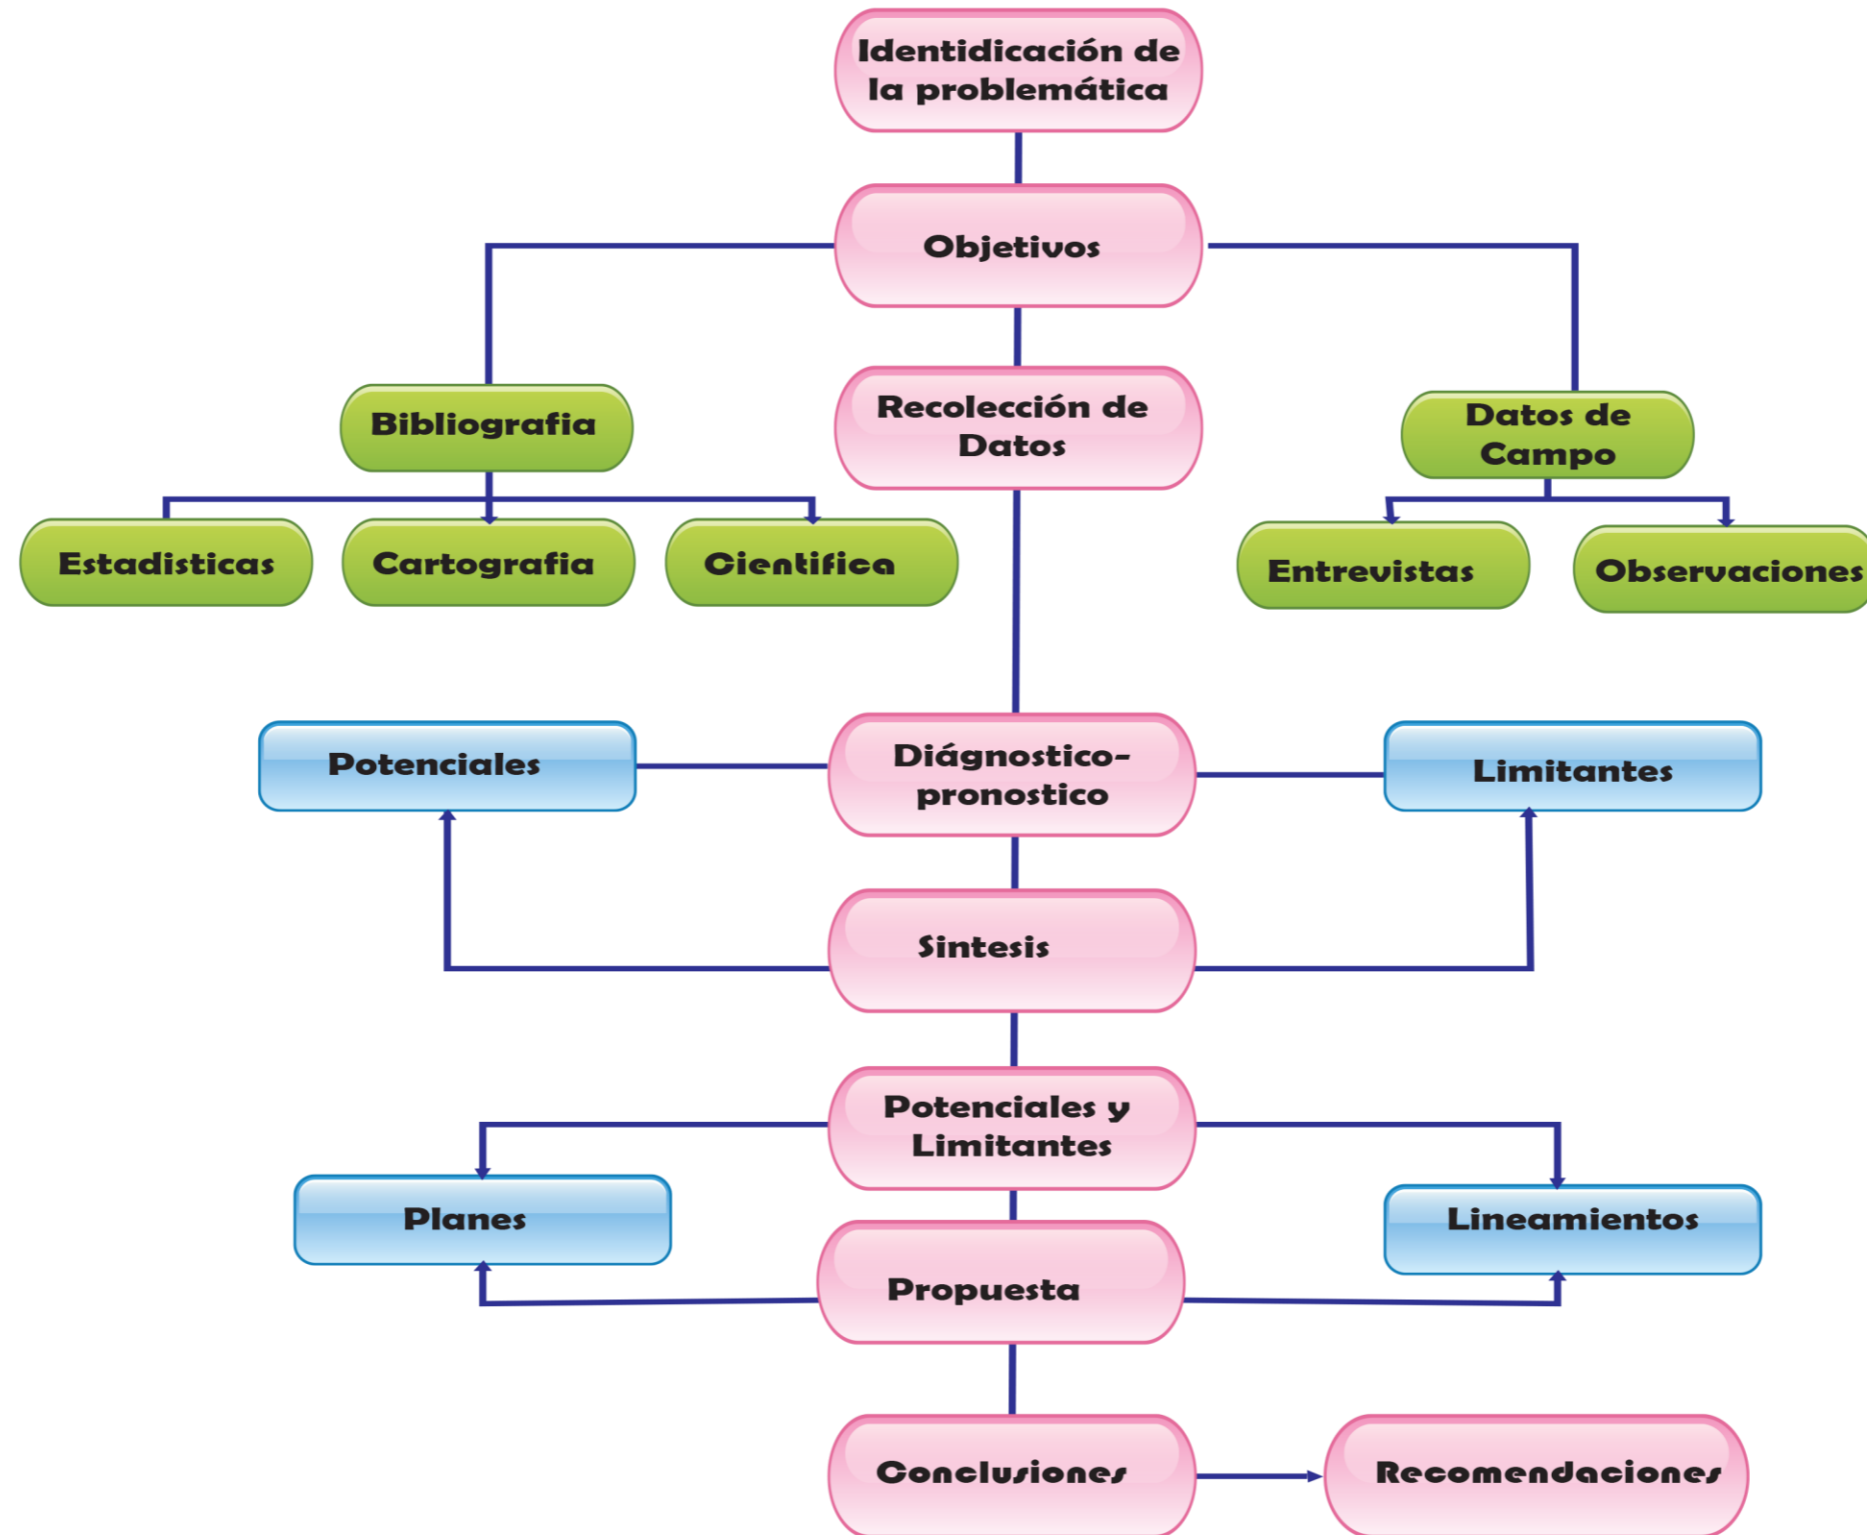 Identidicación de
la problemática
Objetivos
Recolección de
Datos
Bibliografia
Datos de
Campo
Estadisticas
Cartografia
Cientifica
Entrevistas
Observaciones
Potenciales
Diágnostico-
pronostico
Limitantes
Sintesis
Potenciales y
Limitantes
Planes
Lineamientos
Propuesta
Conclusiones
Recomendaciones